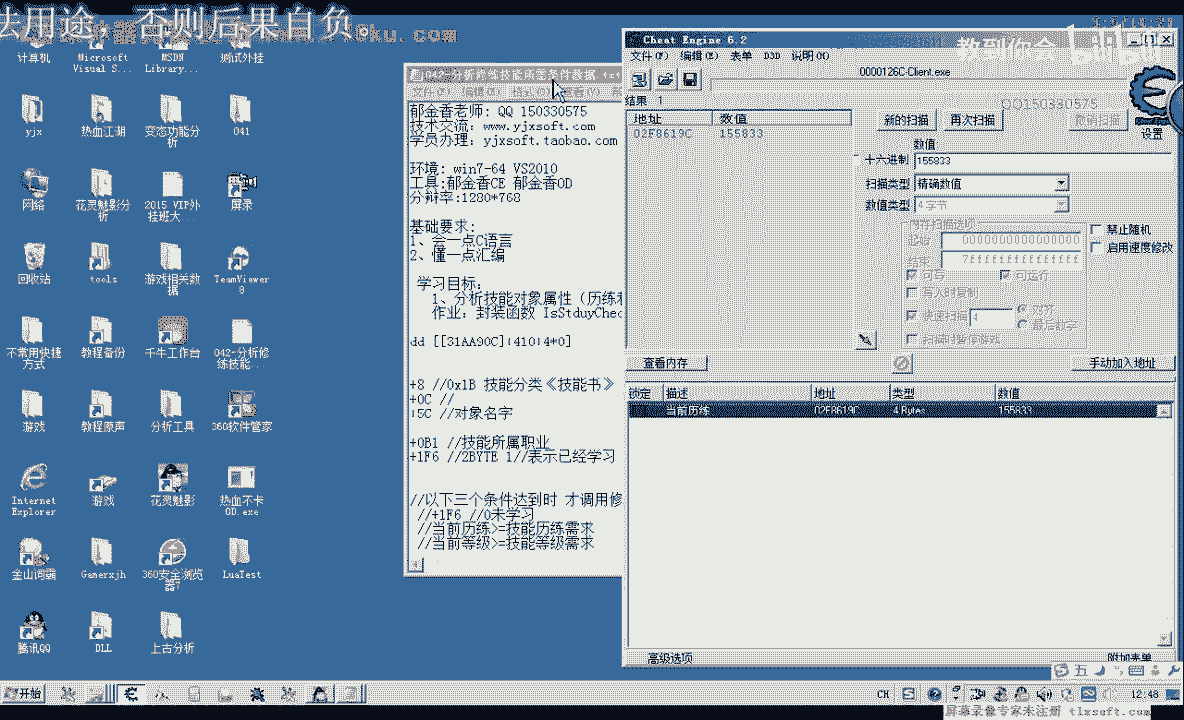 法用途，否则后果自负。
计算机
Microsoft Visual S...
MSDN Library...
测试外挂
yjx
热血江湖
变态功能分析
041
网络
花灵魅影分析
2015 VIP外挂班大...
屏录
回收站
tools
游戏相关数据
TeamViewer 8
不常用快捷方式
教程备份
千牛工作台
042-分析修炼技能...
游戏
教程原声
分析工具
360软件管家
Internet Explorer
游戏
花灵魅影
热血不卡OD.exe
金山词霸
Gamerxjh
360安全浏览器7
LuaTest
腾讯QQ
DLL
上古分析
042-分析修炼技能所需条件数据.txt
文件(F) 编辑(E) 格式(O) 查看(V)
郁金香老师: QQ 150330575
技术交流: www.yjxsoft.com
学员办理: yjxsoft.taobao.com
环境: win7-64 VS2010
工具:郁金香CE 郁金香OD
分辩率:1280*768
基础要求:
1、会一点C语言
2、懂一点汇编
学习目标:
1、分析技能对象属性（历练
作业: 封装函数 IsStduyChe
dd [[31AA90C]+410+4*0]
+8 //0x1B 技能分类《技能书》
+0C //
+5C //对象名字
+0B1 //技能所属职业
+1F6 //2BYTE 1//表示已经学习
//以下三个条件达到时 才调用修
//+1F6 //0未学习
//当前历练>=技能历练需求
//当前等级>=技能等级需求
Cheat Engine 6.2
教到你会
文件(F) 编辑(E) 表单 D3D 说明(H)
0000126C-Client.exe
QQ150330575
结果 1
地址 数值
02F8619C 155833
新的扫描 再次扫描 撤销扫描
设置
数值
十六进制 155833
扫描类型 精确数值
数值类型 4 字节
内存扫描选项
起始 0000000000000000
结束 7fffffffffffffff
可写 可运行
写入时复制
快速扫描 4 对齐
最后数字
扫描时暂停游戏
禁止随机
启用速度修改
查看内存 手动加入地址
锁定 描述 地址 类型 数值
当前历练 02F8619C 4 Bytes 155833
高级选项 附加表单
开始
CH
五
12:48
屏幕录像专家未注册 tlxsoft.com